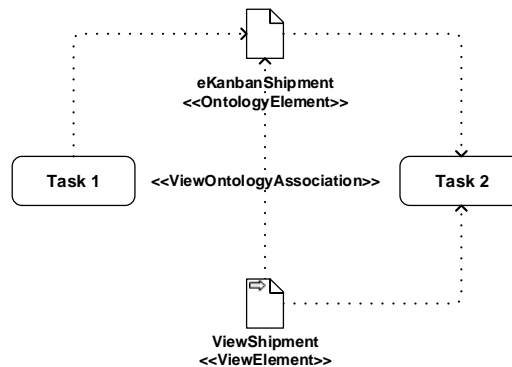 eKanbanShipment
<<OntologyElement>>
Task 1
<<ViewOntologyAssociation>>
Task 2
ViewShipment
<<ViewElement>>